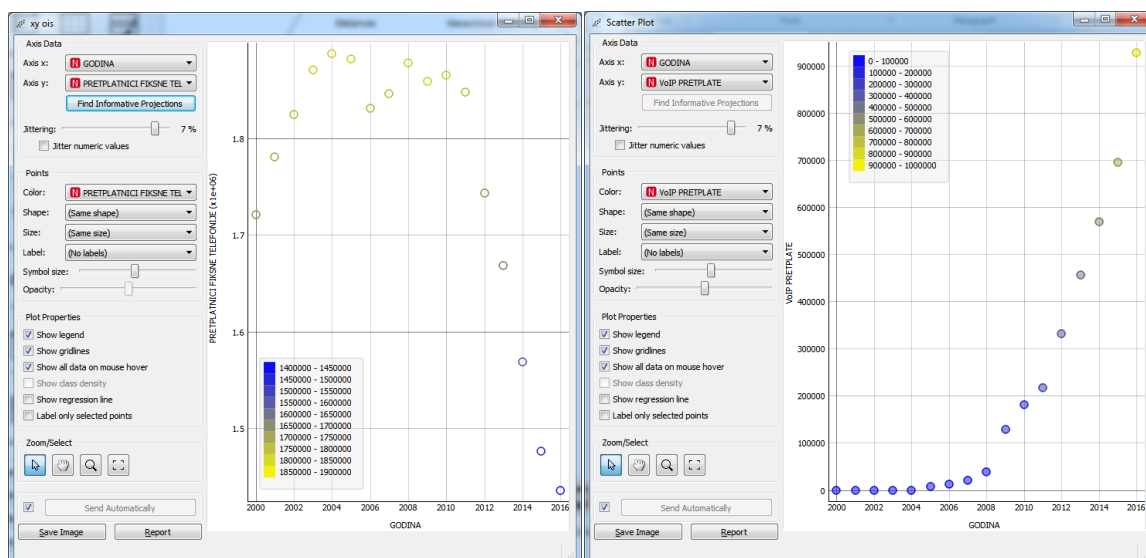 xy ois
Axis Data
Axis x: N GODINA
Axis y: N PRETPLATNICI FIKSNE TEL
Find Informative Projections
Jittering: 7 %
Jitter numeric values
Points
Color: N PRETPLATNICI FIKSNE TEL
Shape: (Same shape)
Size: (Same size)
Label: (No labels)
Symbol size:
Opacity:
Plot Properties
Show legend
Show gridlines
Show all data on mouse hover
Show class density
Show regression line
Label only selected points
Zoom/Select
Send Automatically
Save Image Report
PRETPLATNICI FIKSNE TELEFONIJE (x1e+06)
1.8
1.7
1.6
1.5
1400000 - 1450000
1450000 - 1500000
1500000 - 1550000
1550000 - 1600000
1600000 - 1650000
1650000 - 1700000
1700000 - 1750000
1750000 - 1800000
1800000 - 1850000
1850000 - 1900000
2000 2002 2004 2006 2008 2010 2012 2014 2016
GODINA
Scatter Plot
Axis Data
Axis x: N GODINA
Axis y: N VoIP PRETPLATE
Find Informative Projections
Jittering: 7 %
Jitter numeric values
Points
Color: N VoIP PRETPLATE
Shape: (Same shape)
Size: (Same size)
Label: (No labels)
Symbol size:
Opacity:
Plot Properties
Show legend
Show gridlines
Show all data on mouse hover
Show class density
Show regression line
Label only selected points
Zoom/Select
Send Automatically
Save Image Report
VoIP PRETPLATE
900000
800000
700000
600000
500000
400000
300000
200000
100000
0
0 - 100000
100000 - 200000
200000 - 300000
300000 - 400000
400000 - 500000
500000 - 600000
600000 - 700000
700000 - 800000
800000 - 900000
900000 - 1000000
2000 2002 2004 2006 2008 2010 2012 2014 2016
GODINA